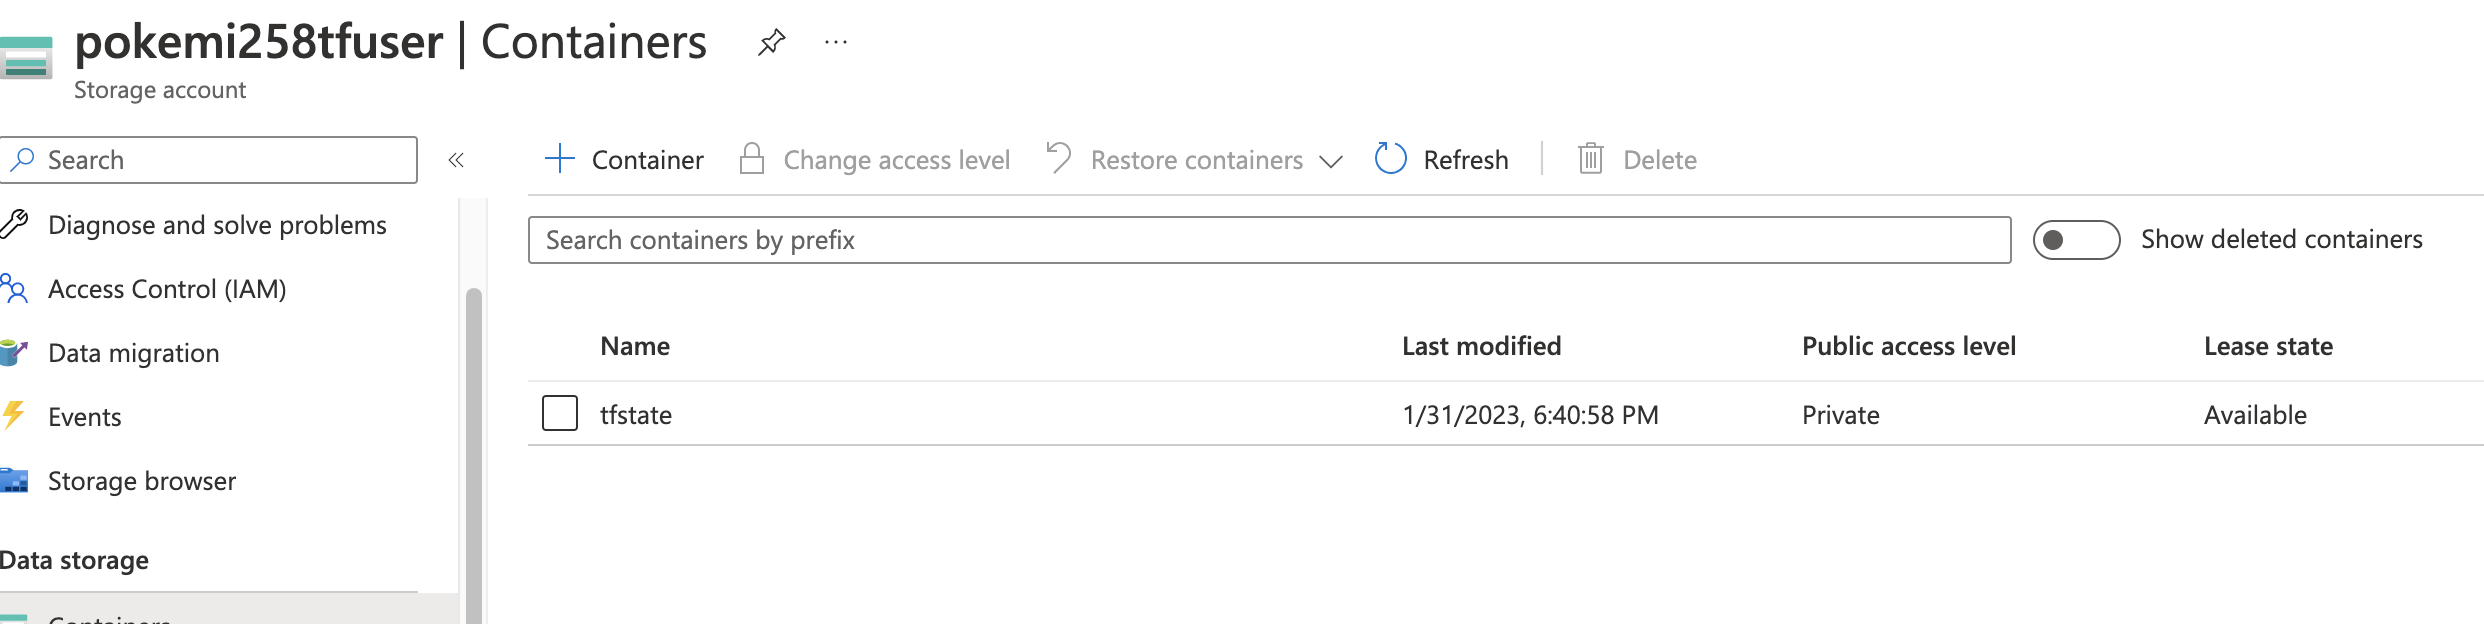 pokemi258tfuser | Containers
Storage account
Search
Diagnose and solve problems
Access Control (IAM)
Data migration
Events
Storage browser
Data storage
Containers
Container
Change access level
Restore containers
Refresh
Delete
Search containers by prefix
Show deleted containers
Name Last modified Public access level Lease state
tfstate 1/31/2023, 6:40:58 PM Private Available